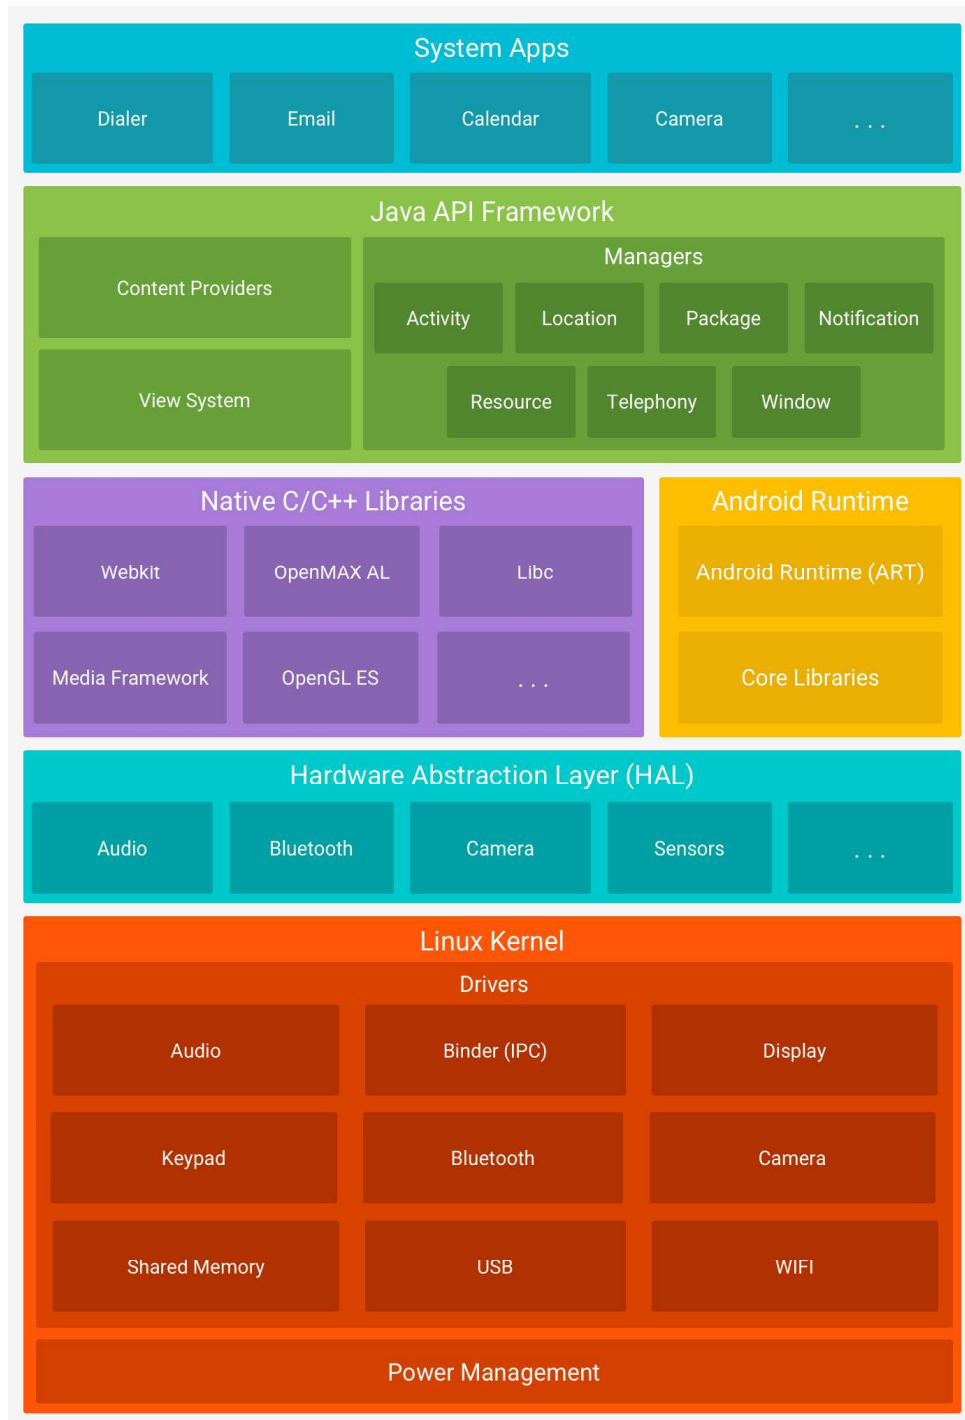 System Apps
Dialer
Email
Calendar
Camera
. . .
Java API Framework
Content Providers
View System
Managers
Activity
Location
Package
Notification
Resource
Telephony
Window
Native C/C++ Libraries
Webkit
OpenMAX AL
Libc
Media Framework
OpenGL ES
. . .
Android Runtime
Android Runtime (ART)
Core Libraries
Hardware Abstraction Layer (HAL)
Audio
Bluetooth
Camera
Sensors
. . .
Linux Kernel
Drivers
Audio
Binder (IPC)
Display
Keypad
Bluetooth
Camera
Shared Memory
USB
WIFI
Power Management